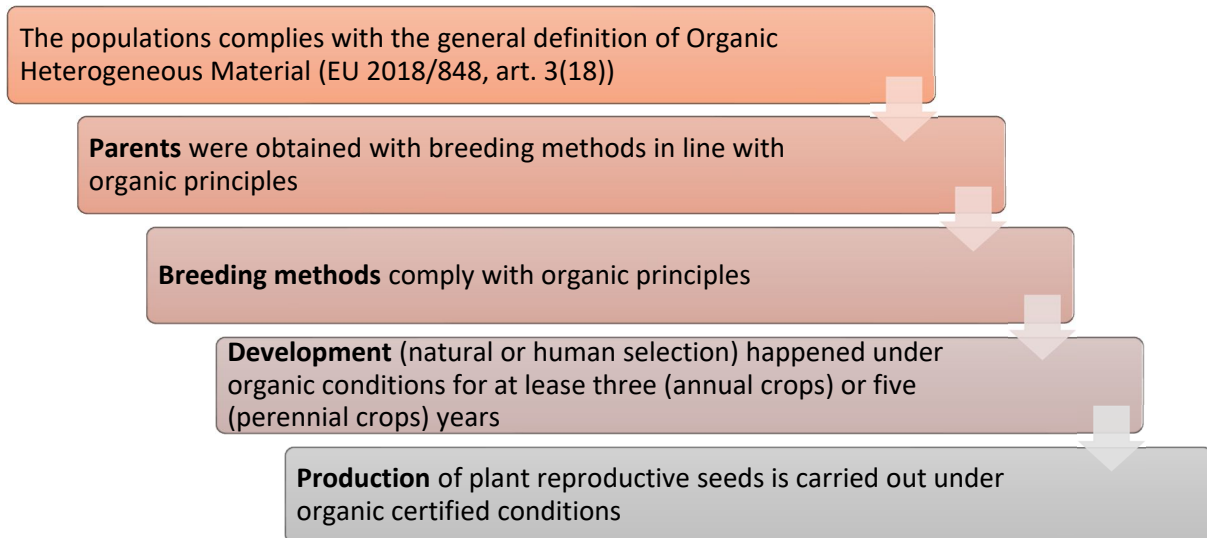 The populations complies with the general definition of Organic
Heterogeneous Material (EU 2018/848, art. 3(18))
Parents were obtained with breeding methods in line with
organic principles
Breeding methods comply with organic principles
Development (natural or human selection) happened under
organic conditions for at lease three (annual crops) or five
(perennial crops) years
Production of plant reproductive seeds is carried out under
organic certified conditions